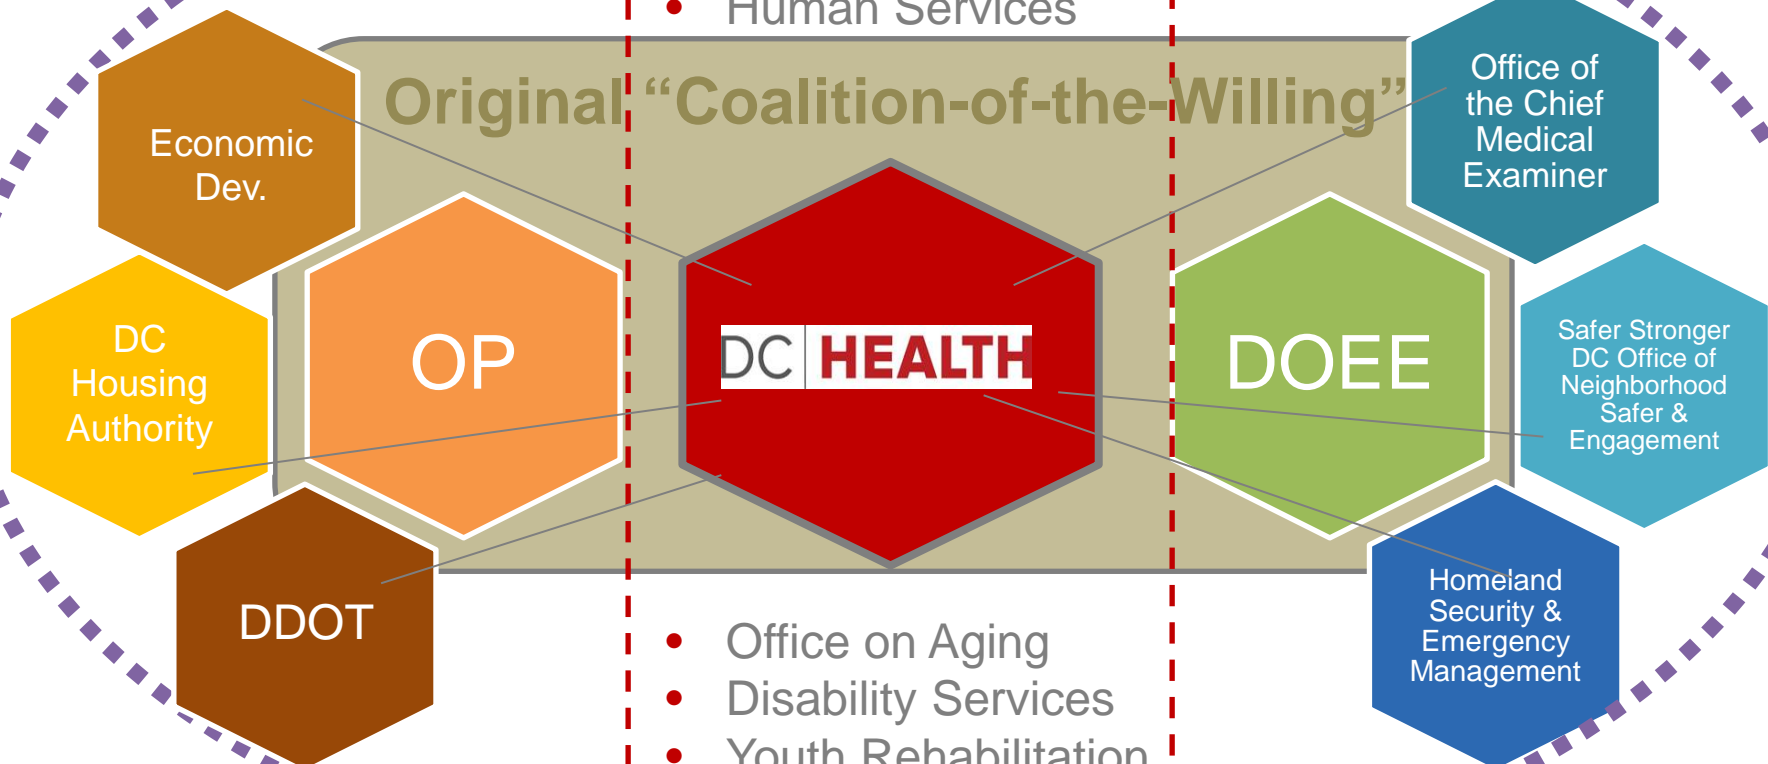 • Human Services
Original “Coalition-of-the-Willing”
Economic
Dev.
Office of
the Chief
Medical
Examiner
DC
Housing
Authority
OP
DC HEALTH
DOEE
Safer Stronger
DC Office of
Neighborhood
Safer &
Engagement
DDOT
Homeland
Security &
Emergency
Management
• Office on Aging
• Disability Services
• Youth Rehabilitation